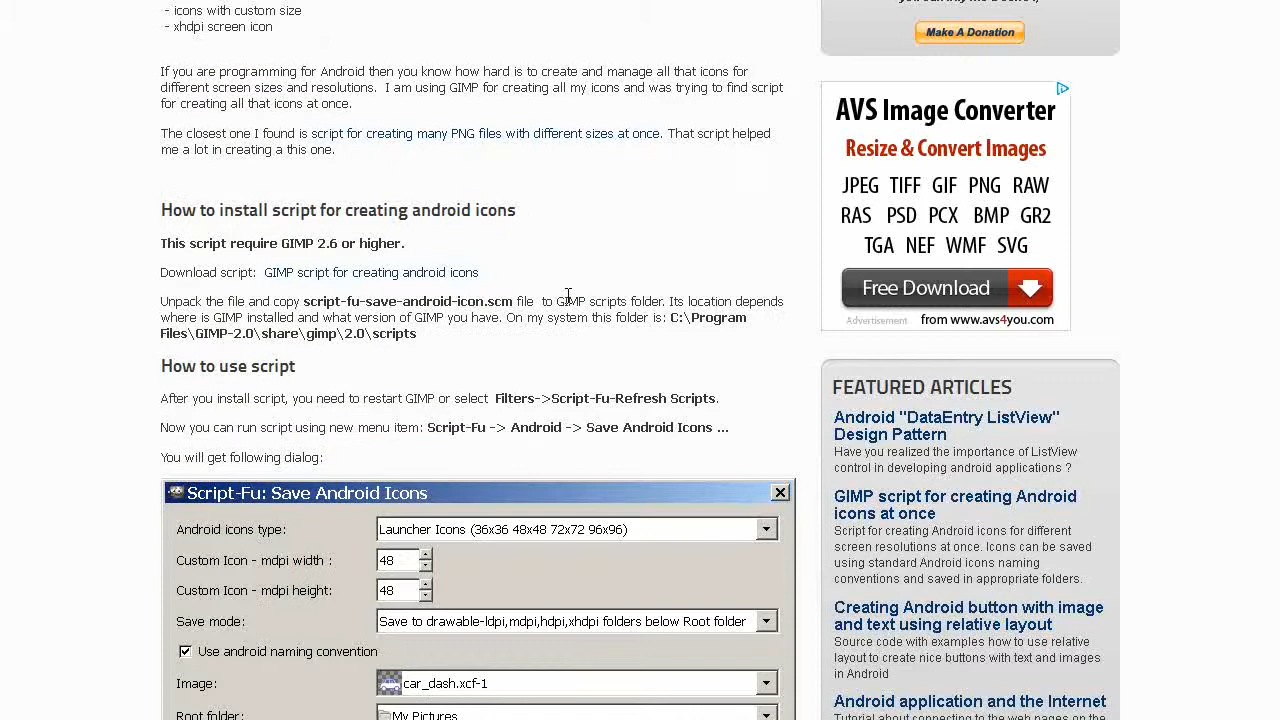 - icons with custom size
- xhdpi screen icon
If you are programming for Android then you know how hard is to create and manage all that icons for
different screen sizes and resolutins. I am using GIMP for creating all my icons and was trying to find script
for creating all that icons at once.
The closest one I found is script for creating many PNG files with different sizes at once. That script helped
me a lot in creating a this one.
How to install script for creating android icons
This script require GIMP 2.6 or higher.
Download script: GIMP script for creating android icons
Unpack the file and copy script-fu-save-android-icon.scm file to GIMP scripts folder. Its location depends
where is GIMP installed and what version of GIMP you have. On my system this folder is: C:\Program
Files\GIMP-2.0\share\gimp\2.0\scripts
How to use script
After you install script, you need to restart GIMP or select Filters->Script-Fu-Refresh Scripts.
Now you can run script using new menu item: Script-Fu -> Android -> Save Android Icons ...
You will get following dialog:
Script-Fu: Save Android Icons
Android icons type: Launcher Icons (36x36 48x48 72x72 96x96)
Custom Icon - mdpi width : 48
Custom Icon - mdpi height: 48
Save mode: Save to drawable-ldpi,mdpi,hdpi,xhdpi folders below Root folder
Use android naming convention
Image: car_dash.xcf-1
Root folder: My Pictures
Make A Donation
AVS Image Converter
Resize & Convert Images
JPEG TIFF GIF PNG RAW
RAS PSD PCX BMP GR2
TGA NEF WMF SVG
Free Download
Advertisement from www.avs4you.com
FEATURED ARTICLES
Android "DataEntry ListView"
Design Pattern
Have you realized the importance of ListView
control in developing android applications ?
GIMP script for creating Android
icons at once
Script for creating Android icons for different
screen resolutions at once. Icons can be saved
using standard Android icons naming
conventions and saved in appropriate folders.
Creating Android button with image
and text using relative layout
Source code with examples how to use relative
layout to create nice buttons with text and images
in Android
Android application and the Internet
Tutorial about connecting to the web pages on the